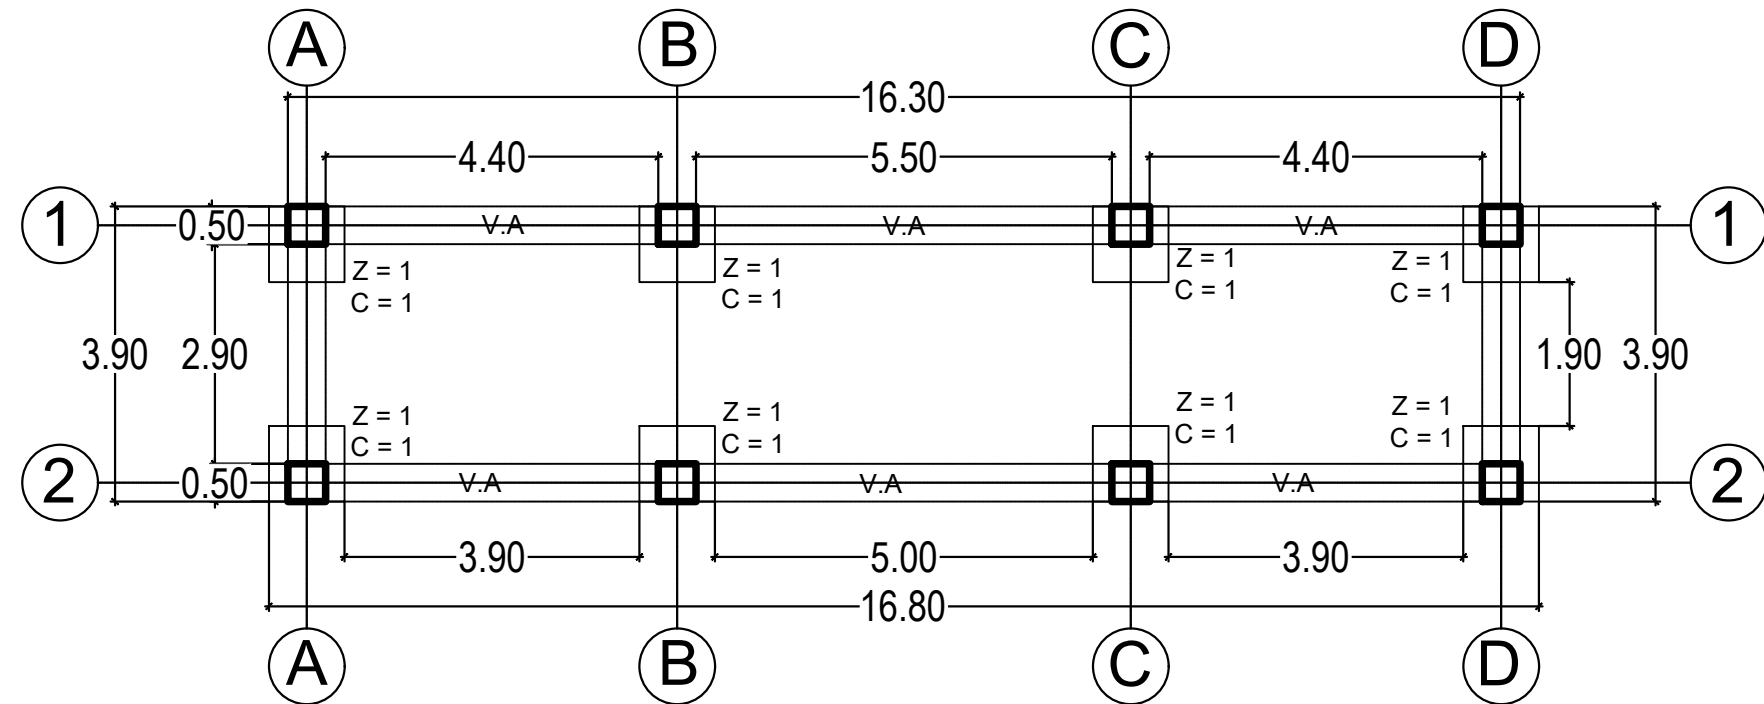 A B C D
16.30
4.40 5.50 4.40
1 0.50 V.A V.A V.A 1
Z = 1 Z = 1 Z = 1 Z = 1
C = 1 C = 1 C = 1 C = 1
3.90 2.90 1.90 3.90
Z = 1 Z = 1 Z = 1 Z = 1
C = 1 C = 1 C = 1 C = 1
2 0.50 V.A V.A V.A 2
3.90 5.00 3.90
16.80
A B C D